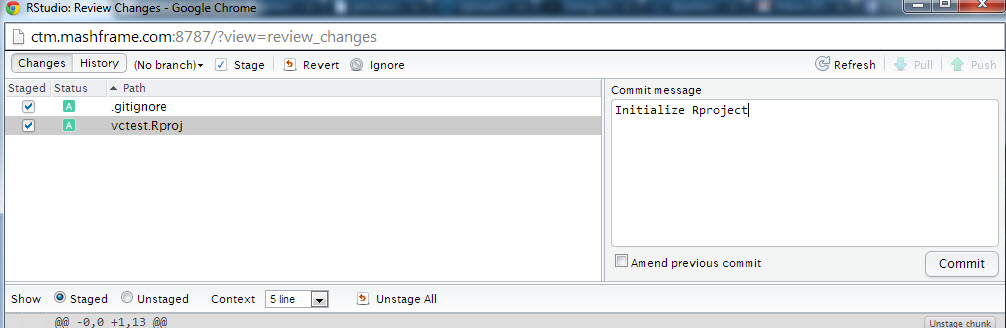 RStudio: Review Changes - Google Chrome
ctm.mashframe.com:8787/?view=review_changes
Changes History (No branch) Stage Revert Ignore Refresh Pull Push
Staged Status Path
Commit message
A .gitignore
Initialize Rproject
A vctest.Rproj
Amend previous commit Commit
Show Staged Unstaged Context 5 line Unstage All
@@ -0,0 +1,13 @@ Unstage chunk